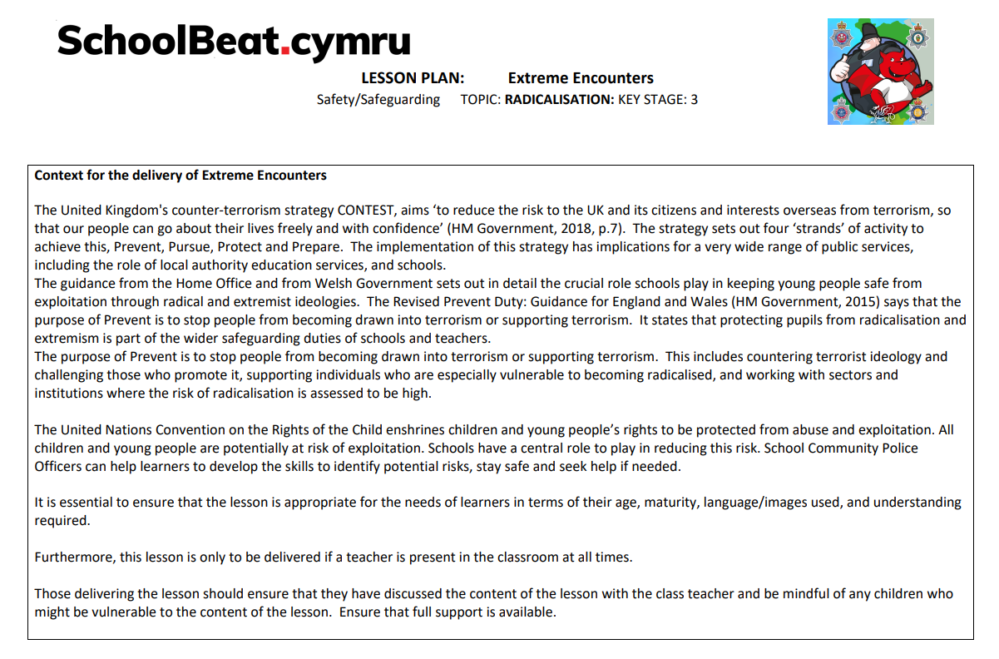 SchoolBeat.cymru
LESSON PLAN: Extreme Encounters
Safety/Safeguarding TOPIC: RADICALISATION: KEY STAGE: 3
Context for the delivery of Extreme Encounters
The United Kingdom's counter-terrorism strategy CONTEST, aims ‘to reduce the risk to the UK and its citizens and interests overseas from terrorism, so
that our people can go about their lives freely and with confidence’ (HM Government, 2018, p.7). The strategy sets out four ‘strands’ of activity to
achieve this, Prevent, Pursue, Protect and Prepare. The implementation of this strategy has implications for a very wide range of public services,
including the role of local authority education services, and schools.
The guidance from the Home Office and from Welsh Government sets out in detail the crucial role schools play in keeping young people safe from
exploitation through radical and extremist ideologies. The Revised Prevent Duty: Guidance for England and Wales (HM Government, 2015) says that the
purpose of Prevent is to stop people from becoming drawn into terrorism or supporting terrorism. It states that protecting pupils from radicalisation and
extremism is part of the wider safeguarding duties of schools and teachers.
The purpose of Prevent is to stop people from becoming drawn into terrorism or supporting terrorism. This includes countering terrorist ideology and
challenging those who promote it, supporting individuals who are especially vulnerable to becoming radicalised, and working with sectors and
institutions where the risk of radicalisation is assessed to be high.
The United Nations Convention on the Rights of the Child enshrines children and young people’s rights to be protected from abuse and exploitation. All
children and young people are potentially at risk of exploitation. Schools have a central role to play in reducing this risk. School Community Police
Officers can help learners to develop the skills to identify potential risks, stay safe and seek help if needed.
It is essential to ensure that the lesson is appropriate for the needs of learners in terms of their age, maturity, language/images used, and understanding
required.
Furthermore, this lesson is only to be delivered if a teacher is present in the classroom at all times.
Those delivering the lesson should ensure that they have discussed the content of the lesson with the class teacher and be mindful of any children who
might be vulnerable to the content of the lesson. Ensure that full support is available.